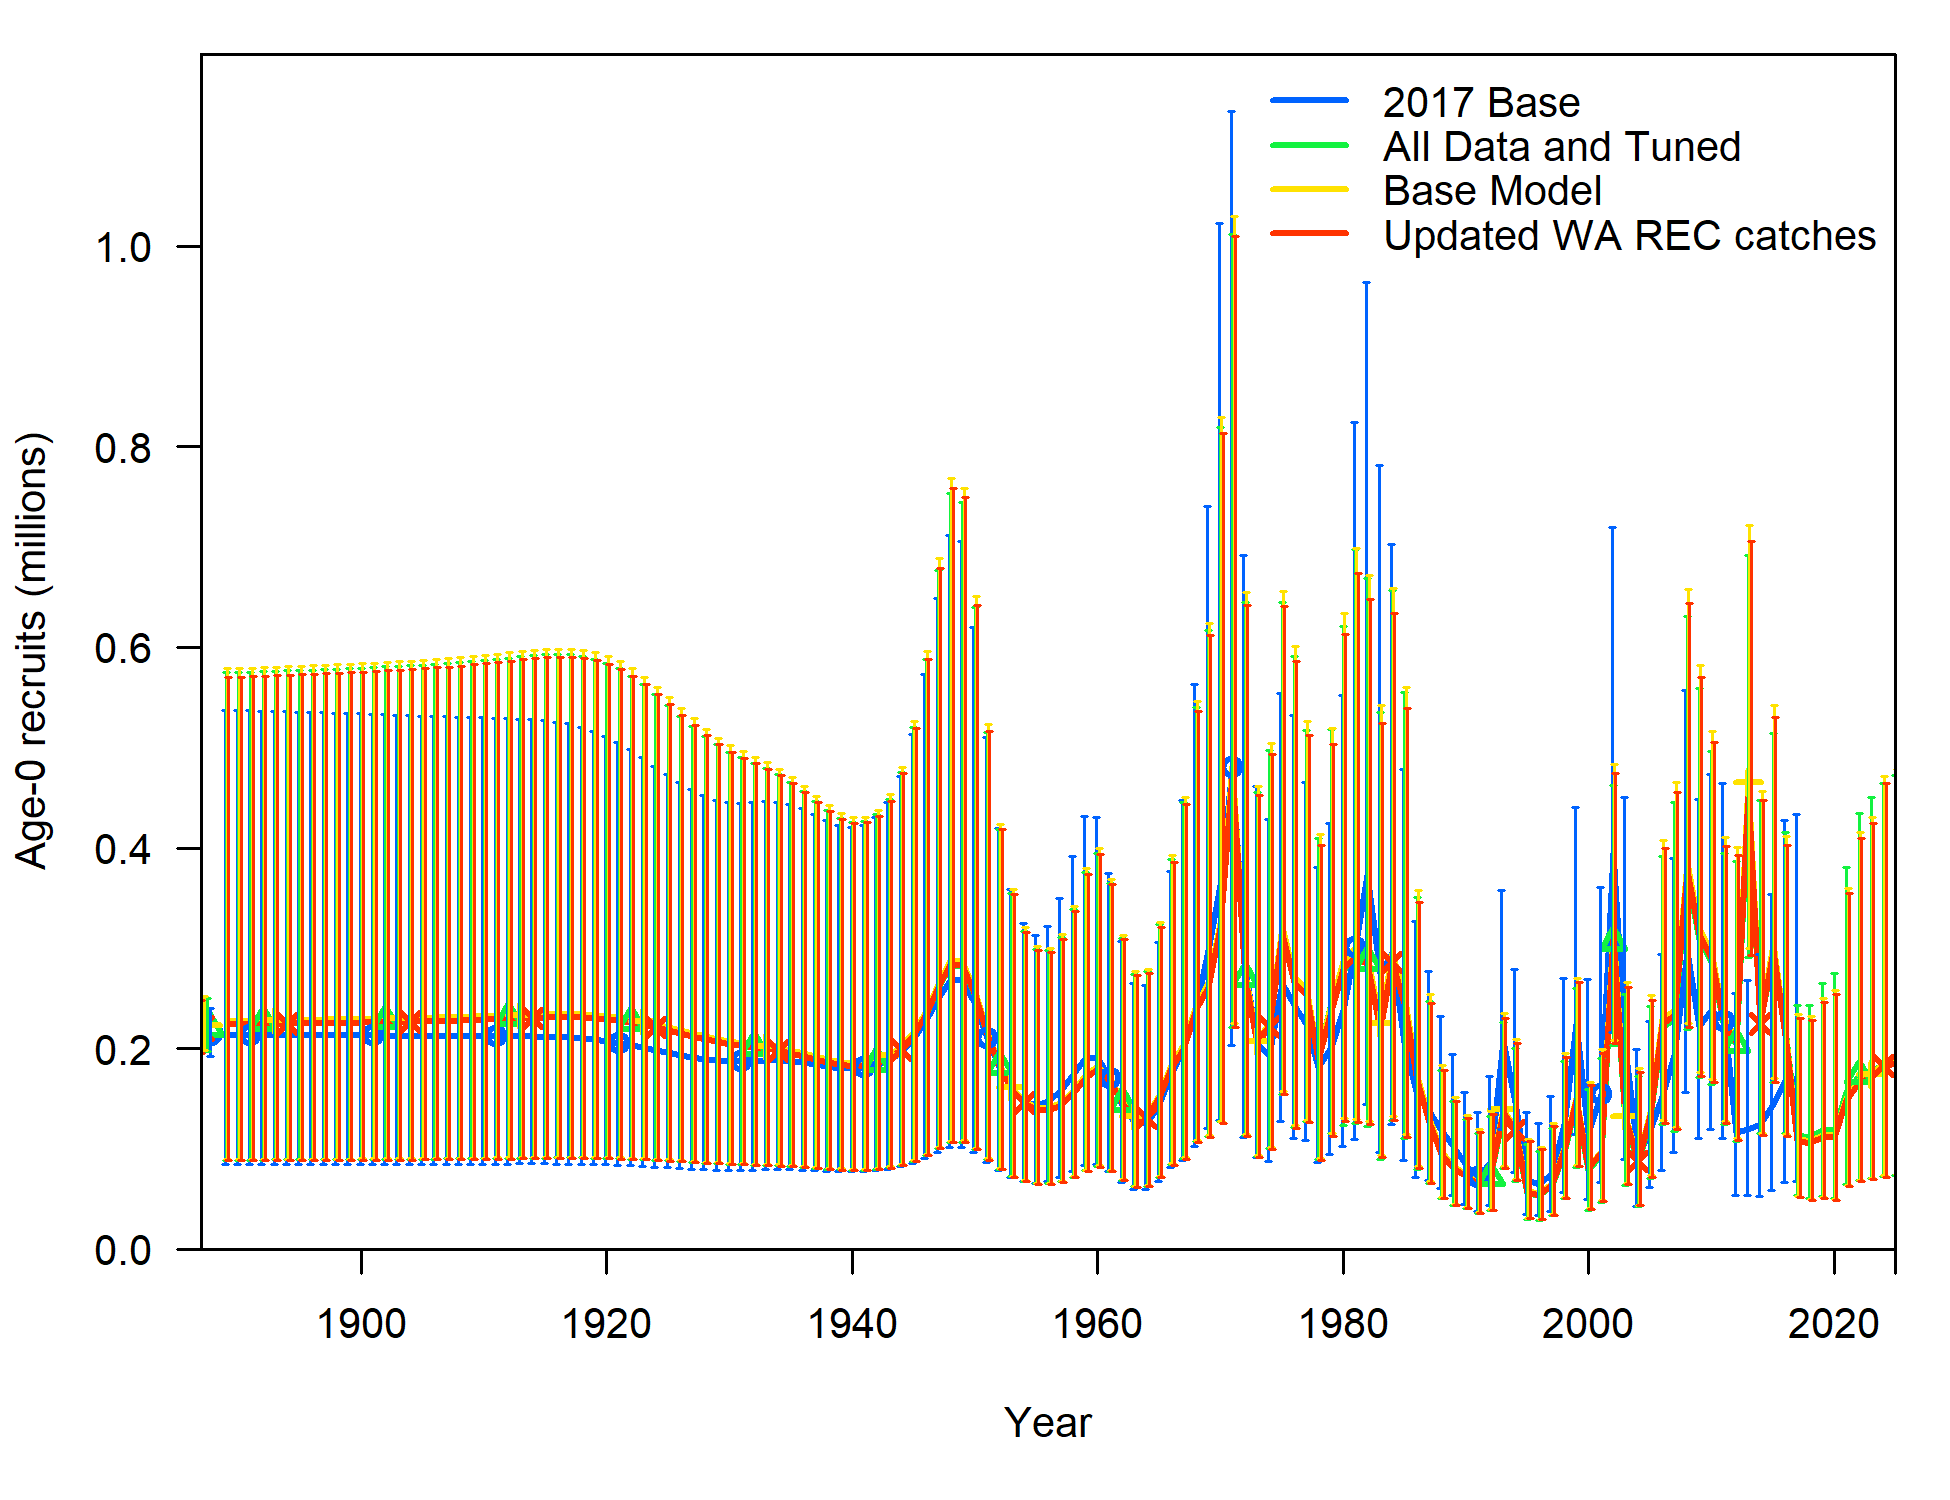 2017 Base
All Data and Tuned
Base Model
Updated WA REC catches
Age-0 recruits (millions)
1.0
0.8
0.6
0.4
0.2
0.0
1900 1920 1940 1960 1980 2000 2020
Year